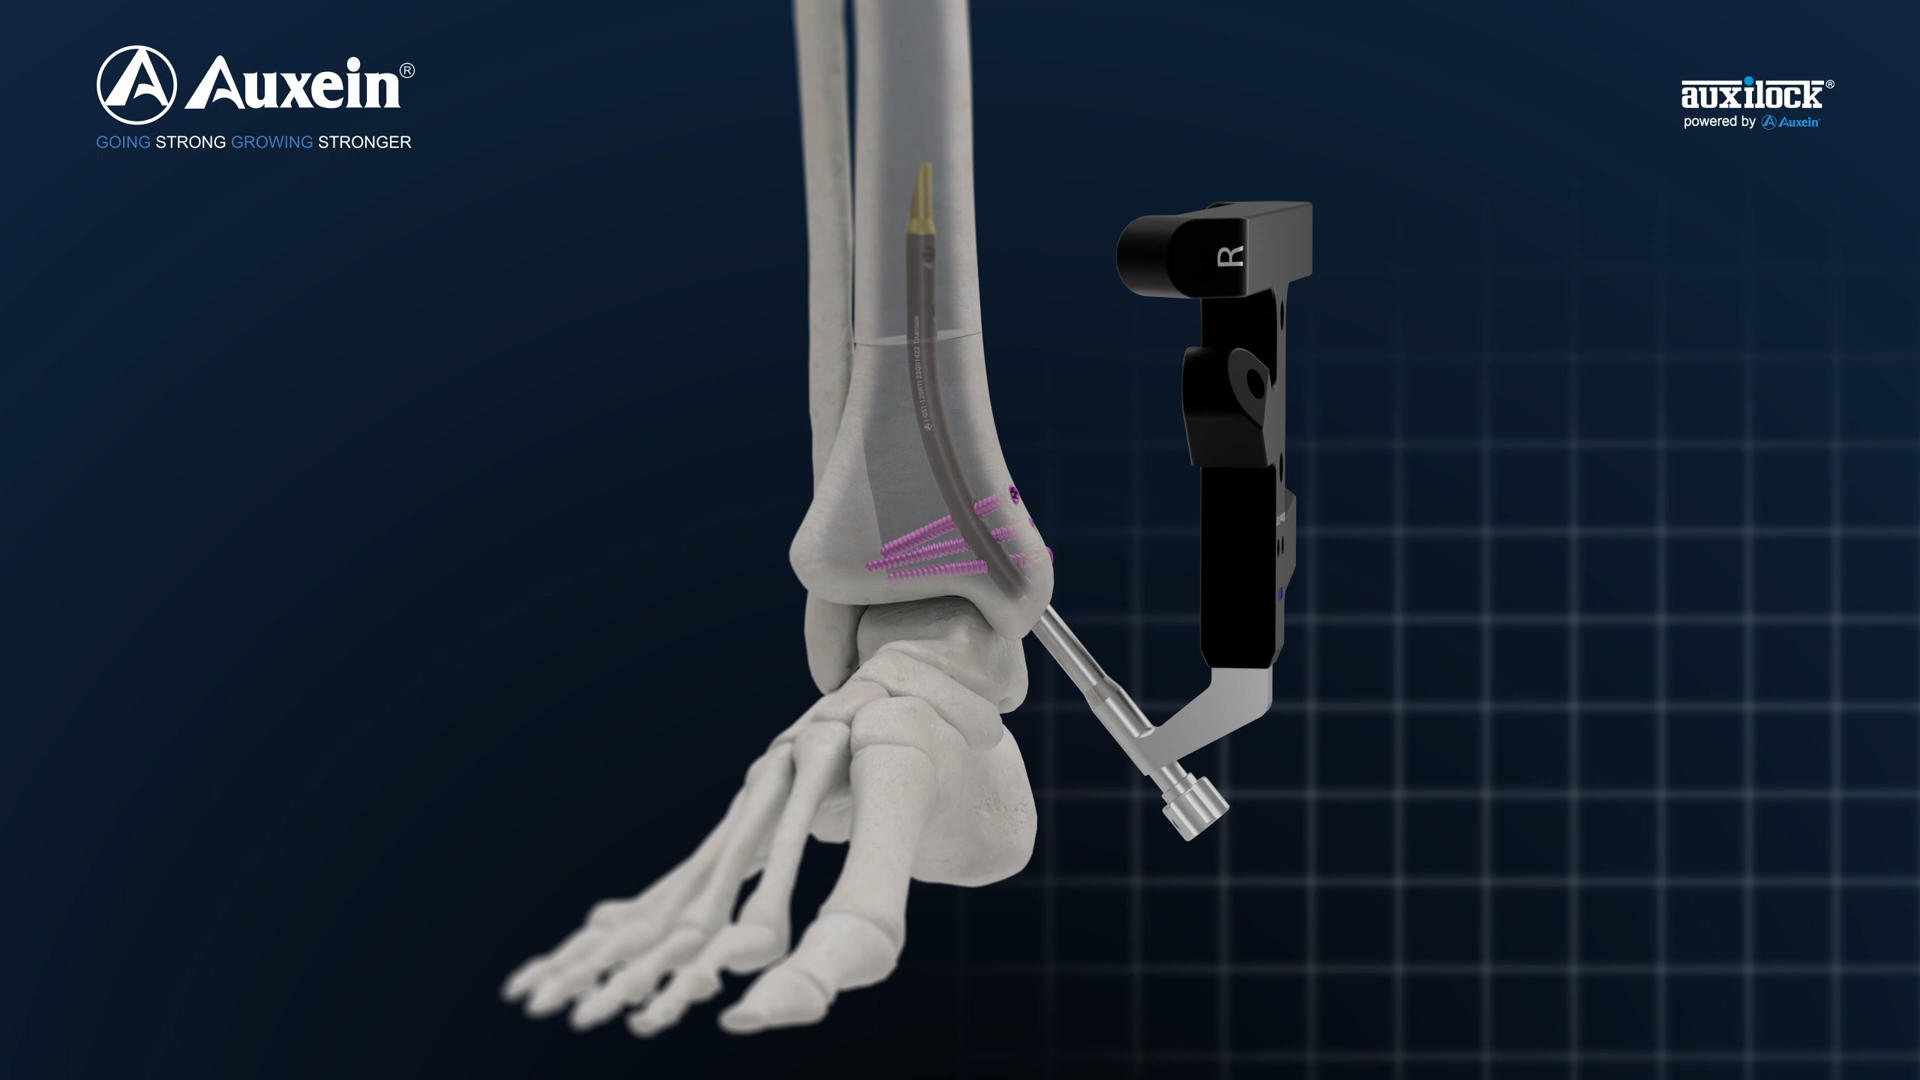 Auxein®
GOING STRONG GROWING STRONGER
auxilock®
powered by Auxein
R